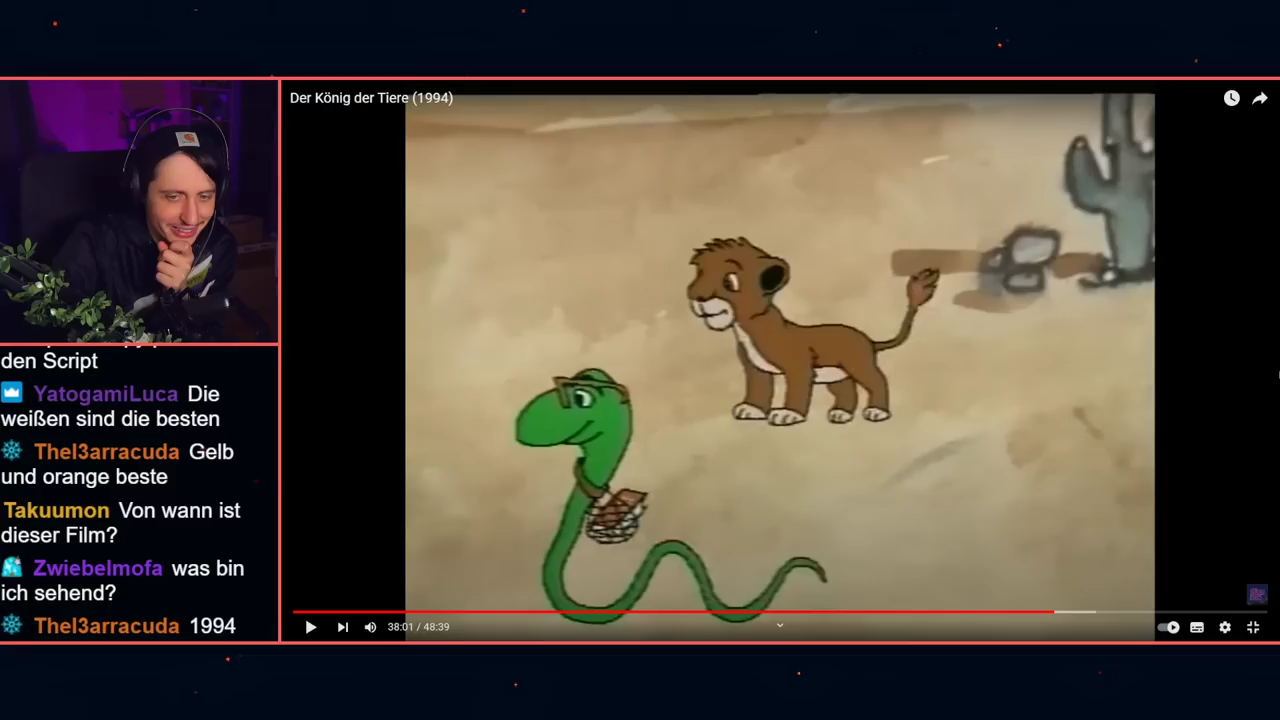 Der König der Tiere (1994)
den Script
YatogamiLuca Die
weißen sind die besten
Thel3arracuda Gelb
und orange beste
Takuumon Von wann ist
dieser Film?
Zwiebelmofa was bin
ich sehend?
Thel3arracuda 1994
38:01 / 48:39